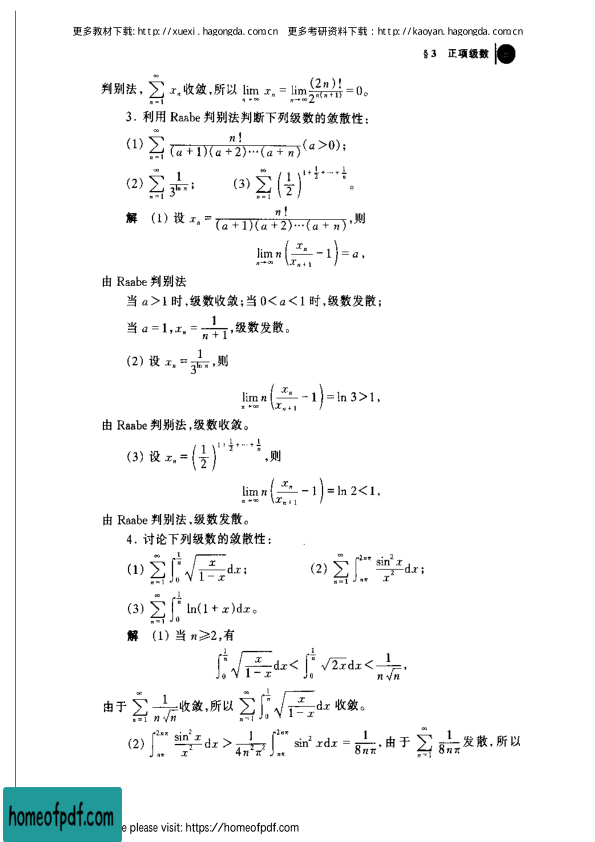 更多教材下载: http://xuexi.hagongda.com.cn 更多考研资料下载：http://kaoyan.hagongda.com.cn
§3 正项级数
判别法, $\sum_{n=1}^{\infty} x_n$ 收敛,所以 $\lim_{n\to\infty} x_n = \lim_{n\to\infty} \frac{(2n)!}{2^{n(n+1)}} = 0$。
3. 利用 Raabe 判别法判断下列级数的敛散性:
(1) $\sum_{n=1}^{\infty} \frac{n!}{(a+1)(a+2)\cdots(a+n)} (a>0)$;
(2) $\sum_{n=1}^{\infty} \frac{1}{3^{\ln n}}$; (3) $\sum_{n=1}^{\infty} \left(\frac{1}{2}\right)^{1+\frac{1}{2}+\cdots+\frac{1}{n}}$。
解 (1) 设 $x_n = \frac{n!}{(a+1)(a+2)\cdots(a+n)}$,则
$\lim_{n\to\infty} n\left(\frac{x_n}{x_{n+1}} - 1\right) = a$,
由 Raabe 判别法
当 $a>1$ 时,级数收敛;当 $0<a<1$ 时,级数发散;
当 $a=1, x_n = \frac{1}{n+1}$,级数发散。
(2) 设 $x_n = \frac{1}{3^{\ln n}}$,则
$\lim_{n\to\infty} n\left(\frac{x_n}{x_{n+1}} - 1\right) = \ln 3 > 1$,
由 Raabe 判别法,级数收敛。
(3) 设 $x_n = \left(\frac{1}{2}\right)^{1+\frac{1}{2}+\cdots+\frac{1}{n}}$,则
$\lim_{n\to\infty} n\left(\frac{x_n}{x_{n+1}} - 1\right) = \ln 2 < 1$,
由 Raabe 判别法,级数发散。
4. 讨论下列级数的敛散性:
(1) $\sum_{n=1}^{\infty} \int_0^{\frac{1}{n}} \sqrt{\frac{x}{1-x}} dx$; (2) $\sum_{n=1}^{\infty} \int_{n\pi}^{2n\pi} \frac{\sin^2 x}{x^2} dx$;
(3) $\sum_{n=1}^{\infty} \int_0^{\frac{1}{n}} \ln(1+x) dx$。
解 (1) 当 $n \geqslant 2$,有
$\int_0^{\frac{1}{n}} \sqrt{\frac{x}{1-x}} dx < \int_0^{\frac{1}{n}} \sqrt{2x} dx < \frac{1}{n\sqrt{n}}$,
由于 $\sum_{n=1}^{\infty} \frac{1}{n\sqrt{n}}$ 收敛,所以 $\sum_{n=1}^{\infty} \int_0^{\frac{1}{n}} \sqrt{\frac{x}{1-x}} dx$ 收敛。
(2) $\int_{n\pi}^{2n\pi} \frac{\sin^2 x}{x^2} dx > \frac{1}{4n^2\pi^2} \int_{n\pi}^{2n\pi} \sin^2 x dx = \frac{1}{8n\pi}$,由于 $\sum_{n=1}^{\infty} \frac{1}{8n\pi}$ 发散,所以
homeofpdf.com
please visit: https://homeofpdf.com